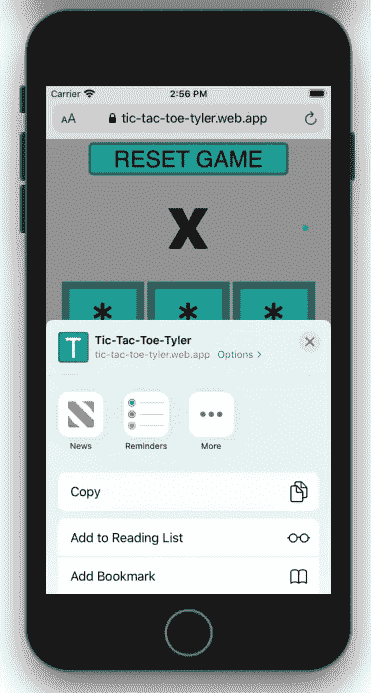 Carrier 2:56 PM
AA tic-tac-toe-tyler.web.app
RESET GAME
X
* * *
T Tic-Tac-Toe-Tyler
tic-tac-toe-tyler.web.app Options >
News Reminders More
Copy
Add to Reading List
Add Bookmark